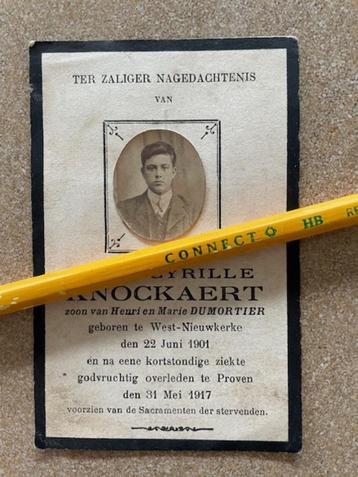 TER ZALIGER NAGEDACHTENIS
VAN
CONNECT HB
CYRILLE
KNOCKAERT
zoon van Henri en Marie DUMORTIER
geboren te West-Nieuwkerke
den 22 Juni 1901
en na eene kortstondige ziekte
godvruchtig overleden te Proven
den 31 Mei 1917
voorzien van de Sacramenten der stervenden.